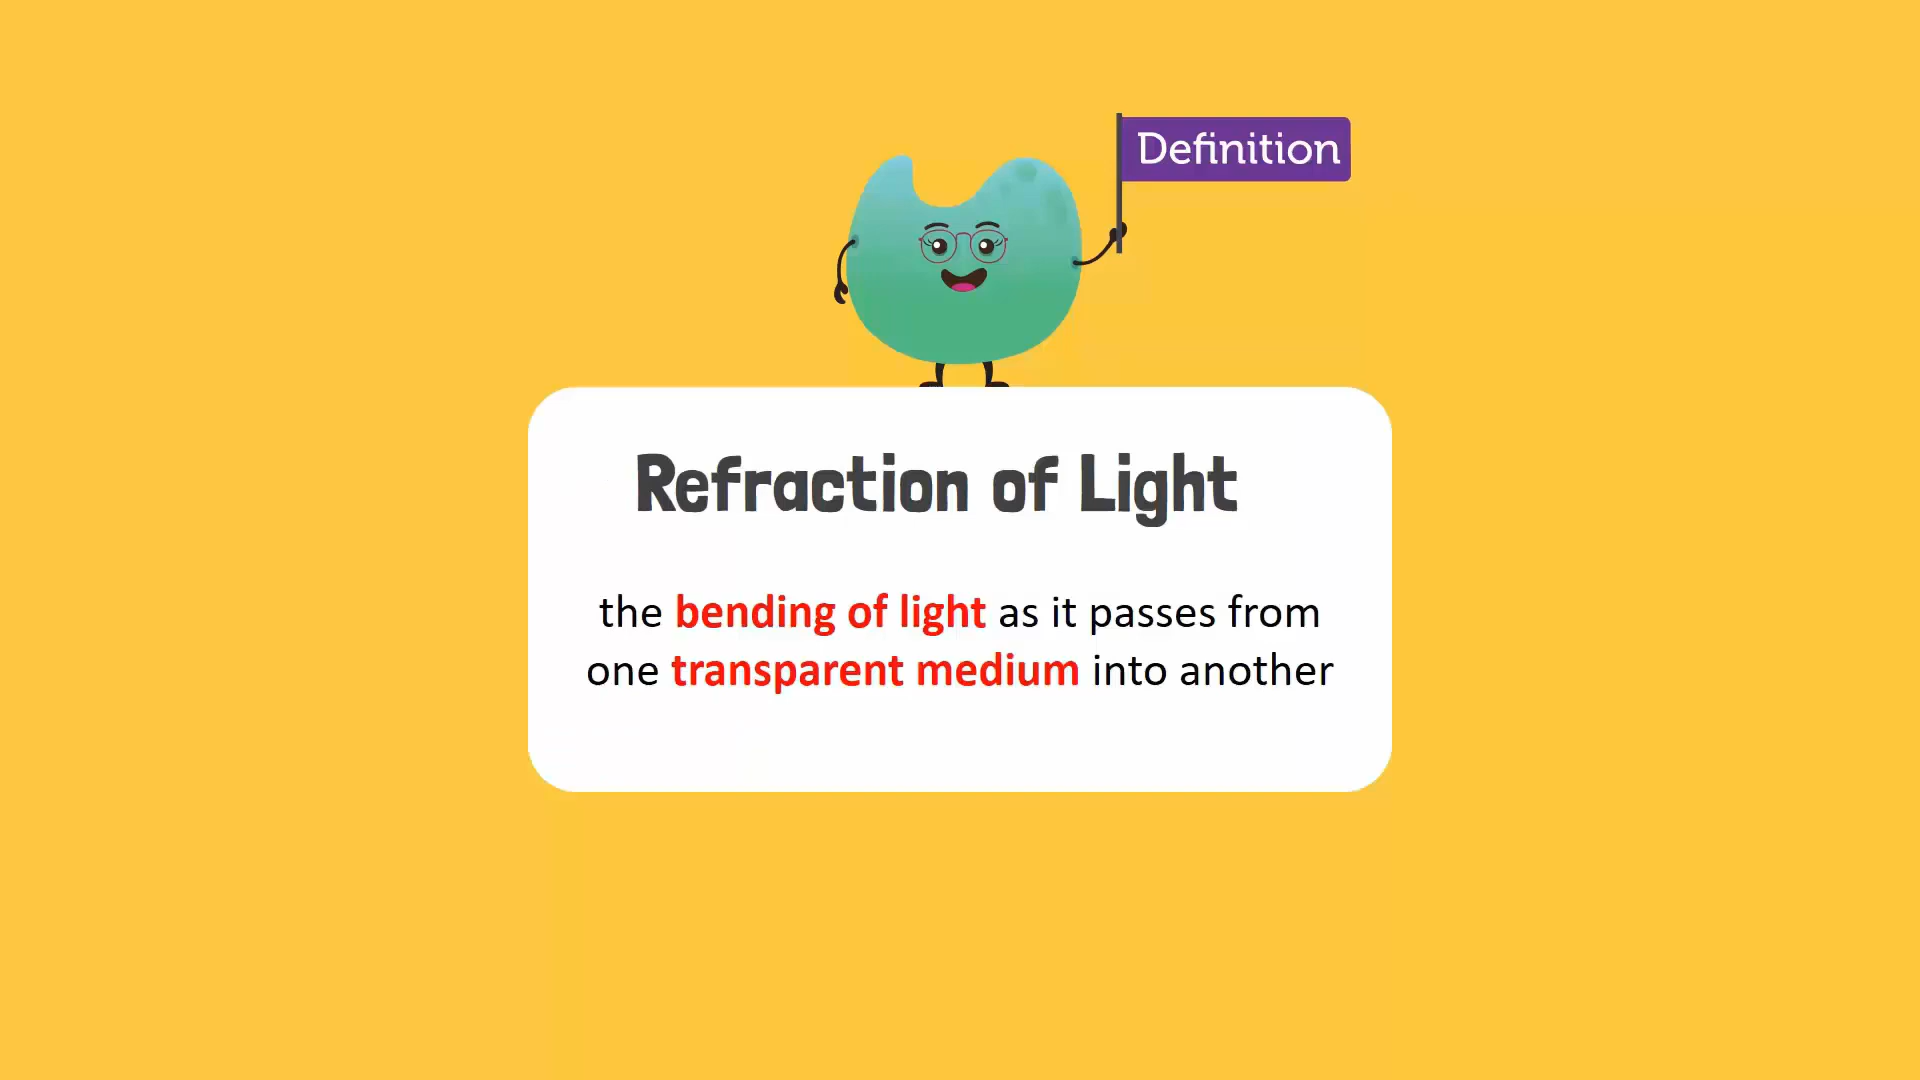 Definition
Refraction of Light
the bending of light as it passes from
one transparent medium into another